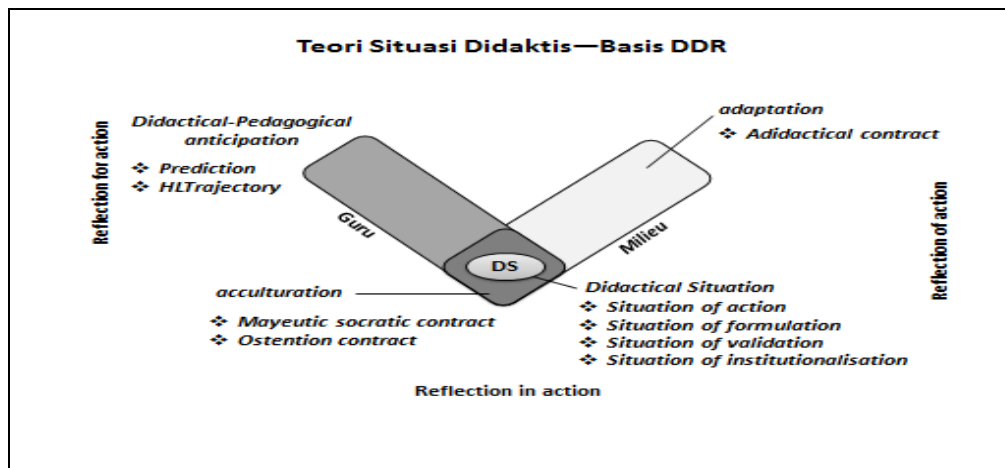 Teori Situasi Didaktis—Basis DDR
Reflection for action
Didactical-Pedagogical
anticipation
❖ Prediction
❖ HLTrajectory
Guru
adaptation
❖ Adidactical contract
Milieu
Reflection of action
DS
acculturation
❖ Mayeutic socratic contract
❖ Ostention contract
Didactical Situation
❖ Situation of action
❖ Situation of formulation
❖ Situation of validation
❖ Situation of institutionalisation
Reflection in action